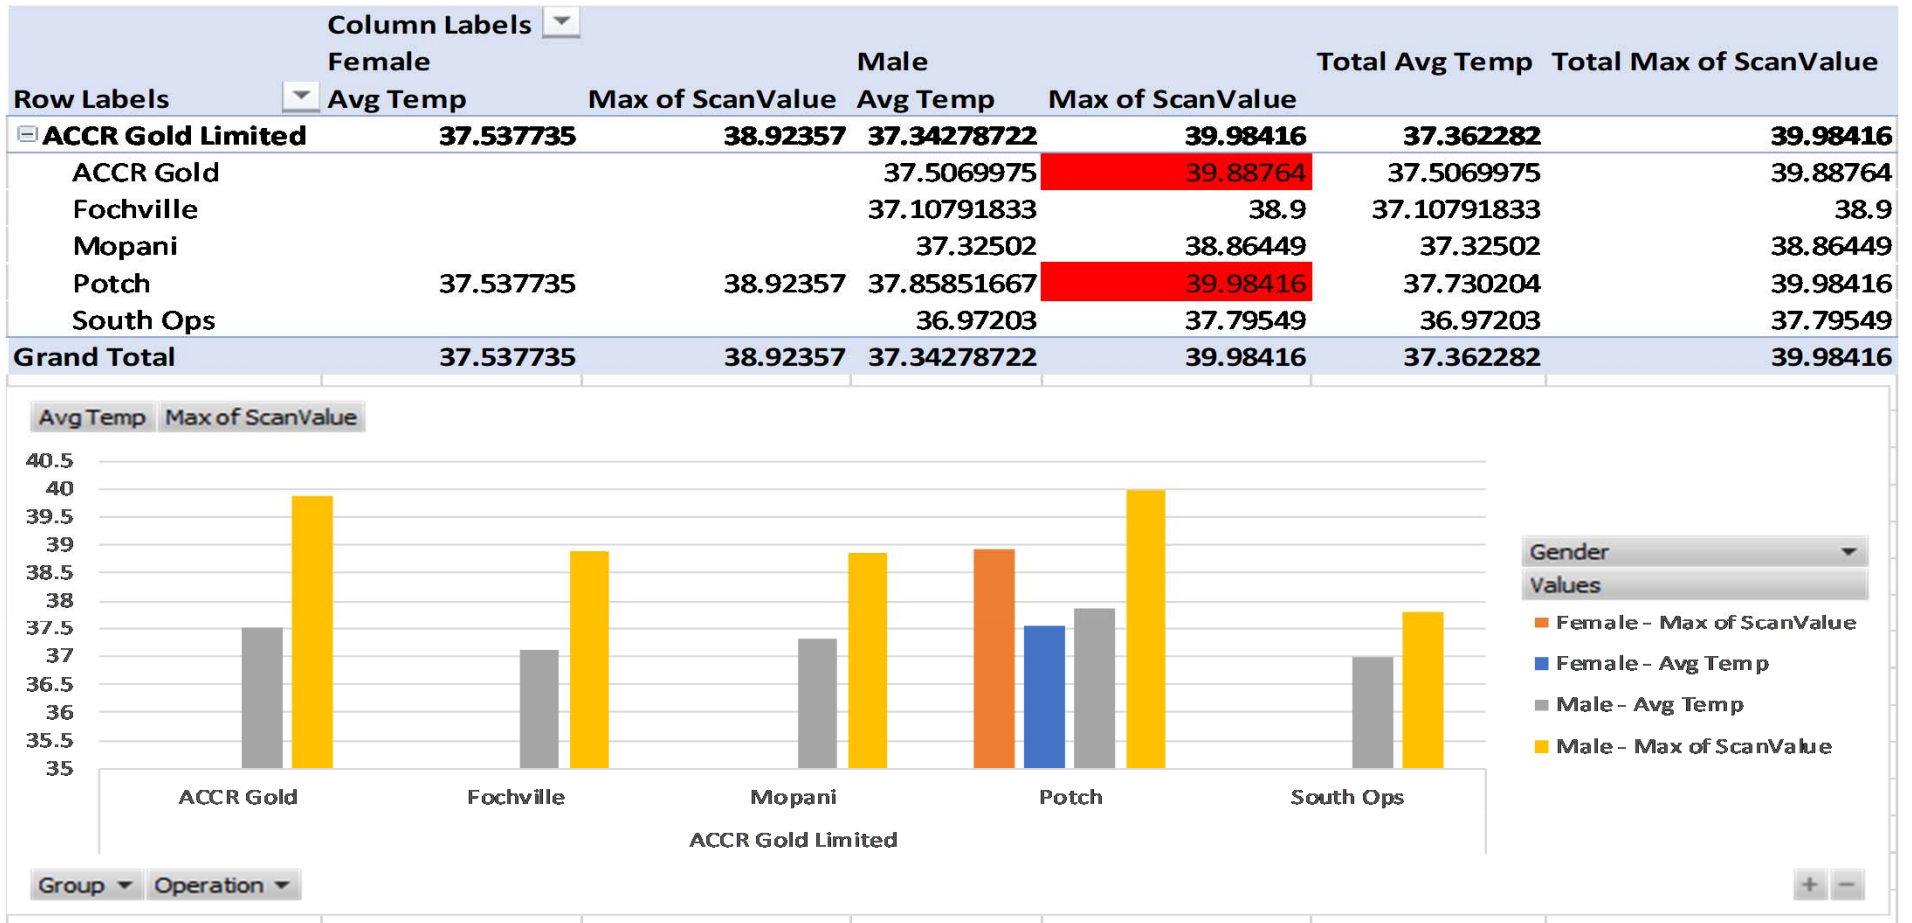 Column Labels
Female Male Total Avg Temp Total Max of ScanValue
Row Labels Avg Temp Max of ScanValue Avg Temp Max of ScanValue
ACCR Gold Limited 37.537735 38.92357 37.34278722 39.98416 37.362282 39.98416
ACCR Gold 37.5069975 39.88764 37.5069975 39.88764
Fochville 37.10791833 38.9 37.10791833 38.9
Mopani 37.32502 38.86449 37.32502 38.86449
Potch 37.537735 38.92357 37.85851667 39.98416 37.730204 39.98416
South Ops 36.97203 37.79549 36.97203 37.79549
Grand Total 37.537735 38.92357 37.34278722 39.98416 37.362282 39.98416
Avg Temp Max of ScanValue
40.5
40
39.5
39
38.5
38
37.5
37
36.5
36
35.5
35
ACCR Gold Fochville Mopani Potch South Ops
ACCR Gold Limited
Gender
Values
Female - Max of ScanValue
Female - Avg Temp
Male - Avg Temp
Male - Max of ScanValue
Group Operation
+ −